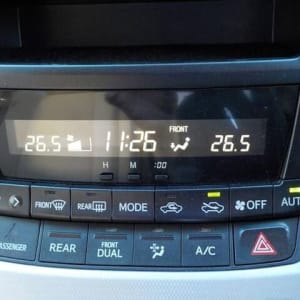 26.5 11:26 FRONT 26.5
H M :00
FRONT REAR MODE OFF AUTO
PASSENGER REAR FRONT DUAL A/C